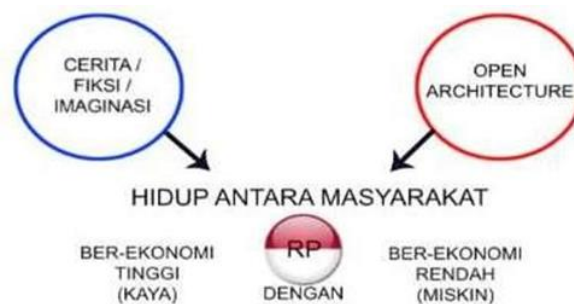 CERITA /
FIKSI /
IMAGINASI
OPEN
ARCHITECTURE
HIDUP ANTARA MASYARAKAT
BER-EKONOMI
TINGGI
(KAYA)
RP
DENGAN
BER-EKONOMI
RENDAH
(MISKIN)